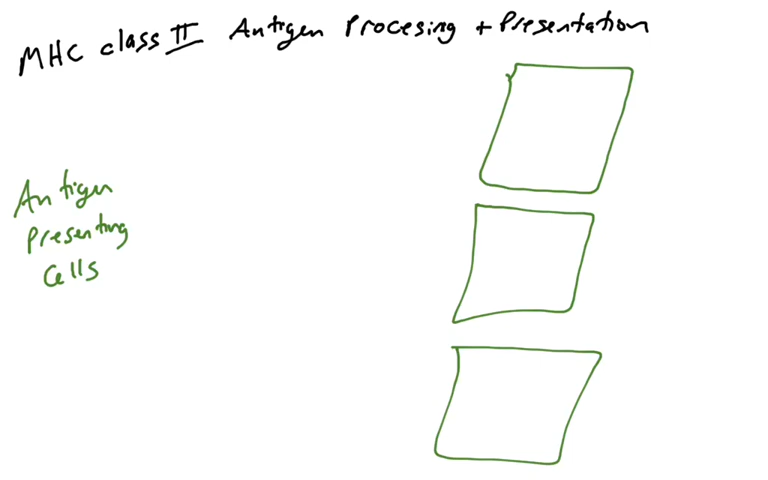 MHC class II Antigen Procesing + Presentation
Antigen
Presenting
Cells